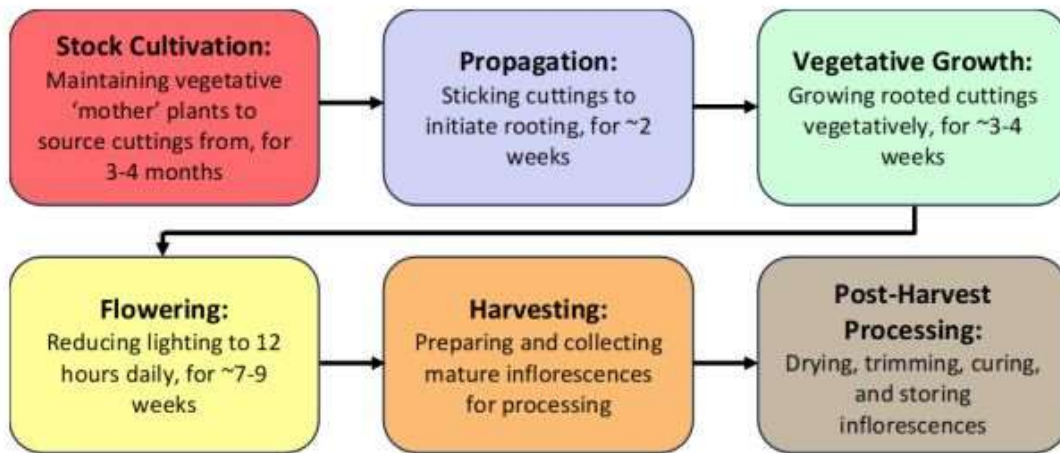 Stock Cultivation:
Maintaining vegetative
‘mother’ plants to
source cuttings from, for
3-4 months
Propagation:
Sticking cuttings to
initiate rooting, for ~2
weeks
Vegetative Growth:
Growing rooted cuttings
vegetatively, for ~3-4
weeks
Flowering:
Reducing lighting to 12
hours daily, for ~7-9
weeks
Harvesting:
Preparing and collecting
mature inflorescences
for processing
Post-Harvest
Processing:
Drying, trimming, curing,
and storing
inflorescences